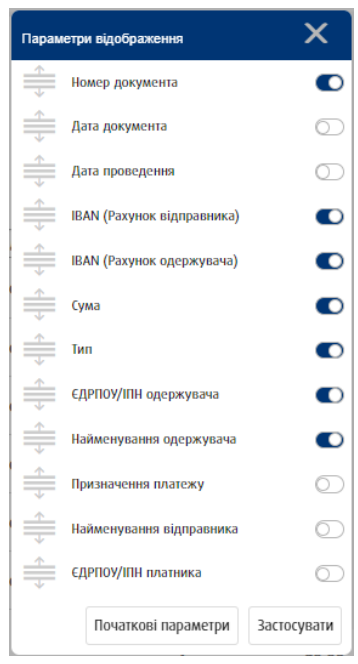 Параметри відображення
Номер документа
Дата документа
Дата проведення
IBAN (Рахунок відправника)
IBAN (Рахунок одержувача)
Сума
Тип
ЄДРПОУ/ІПН одержувача
Найменування одержувача
Призначення платежу
Найменування відправника
ЄДРПОУ/ІПН платника
Початкові параметри Застосувати